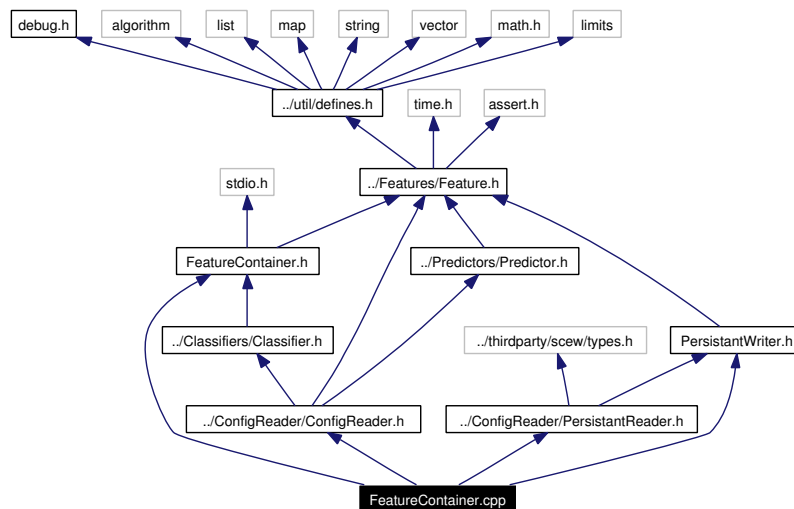 debug.h
algorithm
list
map
string
vector
math.h
limits
../util/defines.h
time.h
assert.h
stdio.h
../Features/Feature.h
FeatureContainer.h
../Predictors/Predictor.h
../Classifiers/Classifier.h
../thirdparty/scew/types.h
PersistantWriter.h
../ConfigReader/ConfigReader.h
../ConfigReader/PersistantReader.h
FeatureContainer.cpp